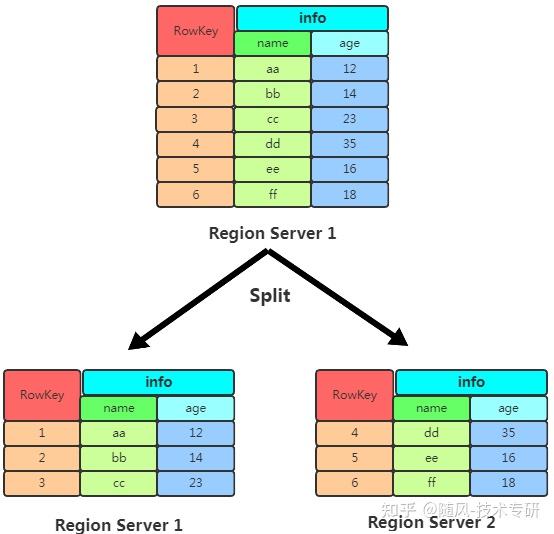 RowKey info
name age
1 aa 12
2 bb 14
3 cc 23
4 dd 35
5 ee 16
6 ff 18
Region Server 1
Split
RowKey info
name age
1 aa 12
2 bb 14
3 cc 23
Region Server 1
RowKey info
name age
4 dd 35
5 ee 16
6 ff 18
Region Server 2
知乎 @随风-技术专研